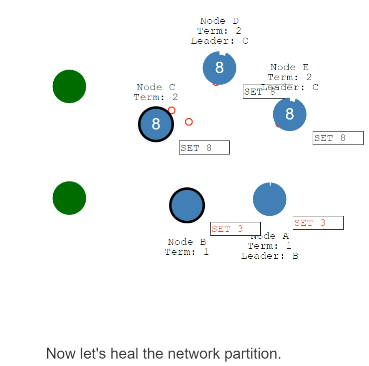 Node D
Term: 2
Leader: C
8
Node E
Term: 2
Leader: C
SET 8
8
SET 8
Node C
Term: 2
8
SET 8
SET 3
Node B
Term: 1
SET 3
Node A
Term: 1
Leader: B
Now let's heal the network partition.